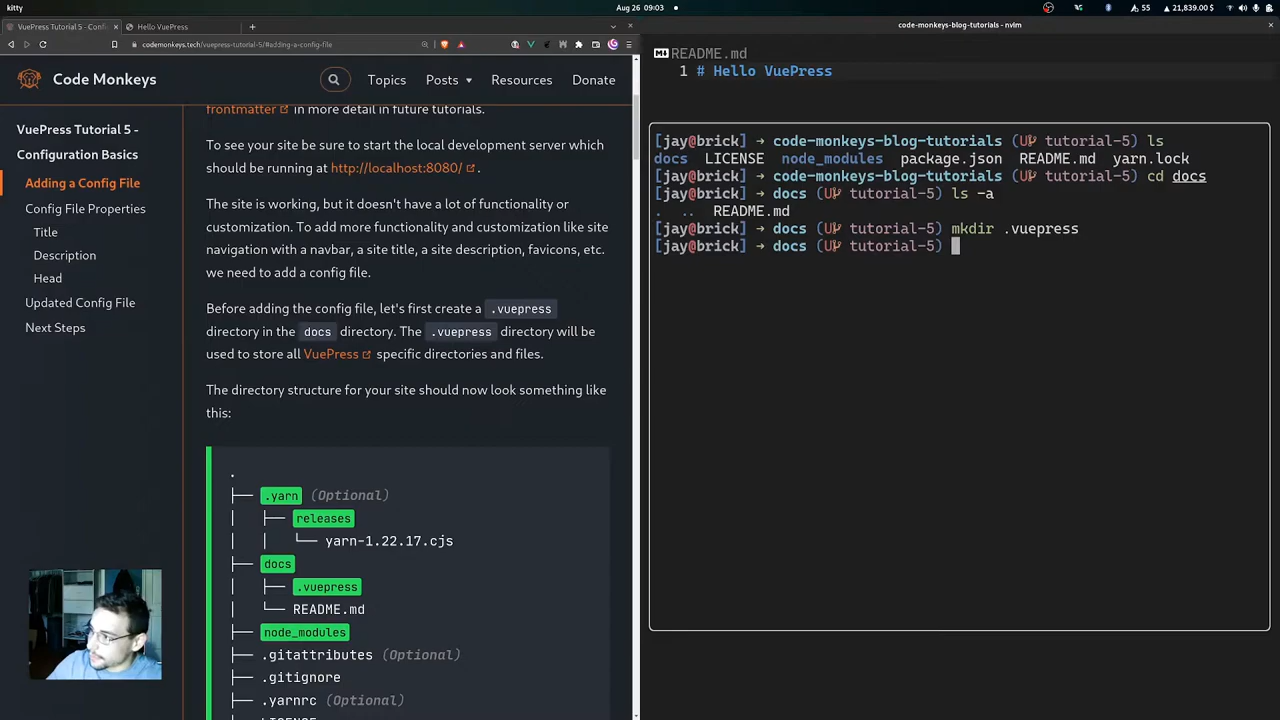 kitty
Aug 26 09:03
55
21,839.00 $
VuePress Tutorial 5 - Confi
Hello VuePress
code-monkeys-blog-tutorials - nvim
codemonkeys.tech/vuepress-tutorial-5/#adding-a-config-file
Code Monkeys
Topics
Posts
Resources
Donate
VuePress Tutorial 5 -
Configuration Basics
Adding a Config File
Config File Properties
Title
Description
Head
Updated Config File
Next Steps
frontmatter in more detail in future tutorials.
To see your site be sure to start the local development server which
should be running at http://localhost:8080/ .
The site is working, but it doesn't have a lot of functionality or
customization. To add more functionality and customization like site
navigation with a navbar, a site title, a site description, favicons, etc.
we need to add a config file.
Before adding the config file, let's first create a .vuepress
directory in the docs directory. The .vuepress directory will be
used to store all VuePress specific directories and files.
The directory structure for your site should now look something like
this:
.
├── .yarn (Optional)
│ ├── releases
│ │ └── yarn-1.22.17.cjs
├── docs
│ ├── .vuepress
│ └── README.md
├── node_modules
├── .gitattributes (Optional)
├── .gitignore
├── .yarnrc (Optional)
├── LICENSE
README.md
1 # Hello VuePress
[jay@brick] → code-monkeys-blog-tutorials (U tutorial-5) ls
docs LICENSE node_modules package.json README.md yarn.lock
[jay@brick] → code-monkeys-blog-tutorials (U tutorial-5) cd docs
[jay@brick] → docs (U tutorial-5) ls -a
. .. README.md
[jay@brick] → docs (U tutorial-5) mkdir .vuepress
[jay@brick] → docs (U tutorial-5)